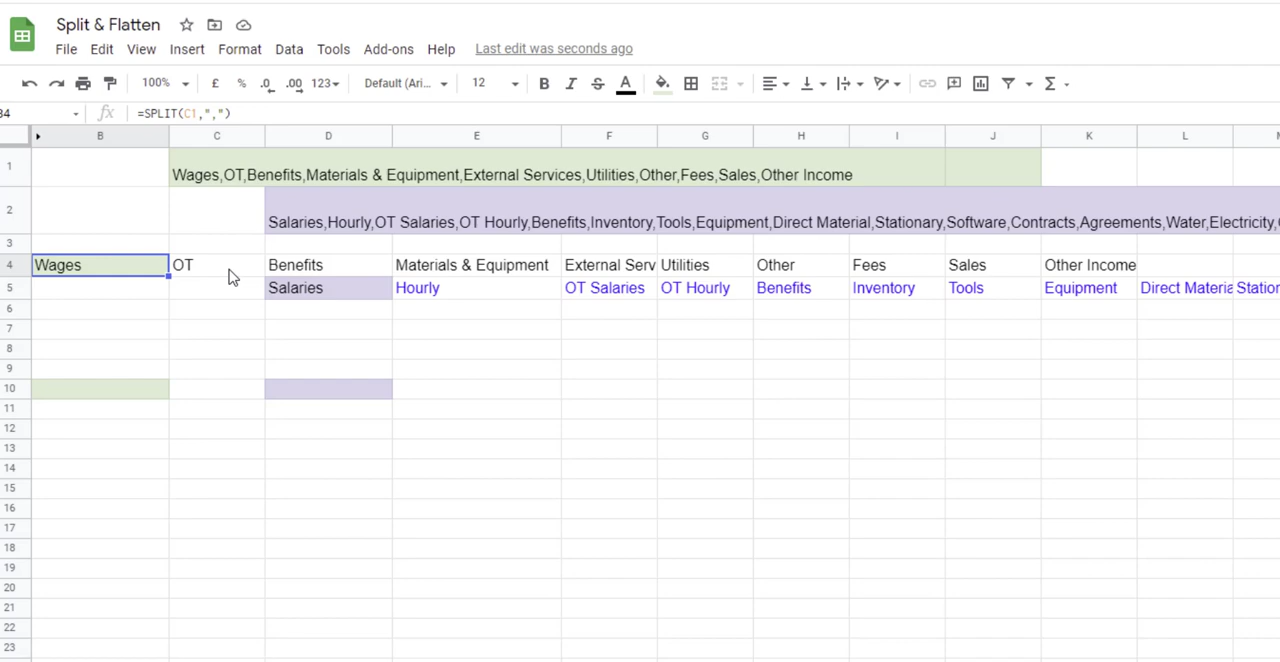 Split & Flatten
File Edit View Insert Format Data Tools Add-ons Help Last edit was seconds ago
100% £ % .0 .00 123 Default (Ari... 12 B I S A Σ
34 fx =SPLIT(C1,",")
B C D E F G H I J K L
1 Wages,OT,Benefits,Materials & Equipment,External Services,Utilities,Other,Fees,Sales,Other Income
2 Salaries,Hourly,OT Salaries,OT Hourly,Benefits,Inventory,Tools,Equipment,Direct Material,Stationary,Software,Contracts,Agreements,Water,Electricity,
3
4 Wages OT Benefits Materials & Equipment External Serv Utilities Other Fees Sales Other Income
5 Salaries Hourly OT Salaries OT Hourly Benefits Inventory Tools Equipment Direct Materia Station
6
7
8
9
10
11
12
13
14
15
16
17
18
19
20
21
22
23